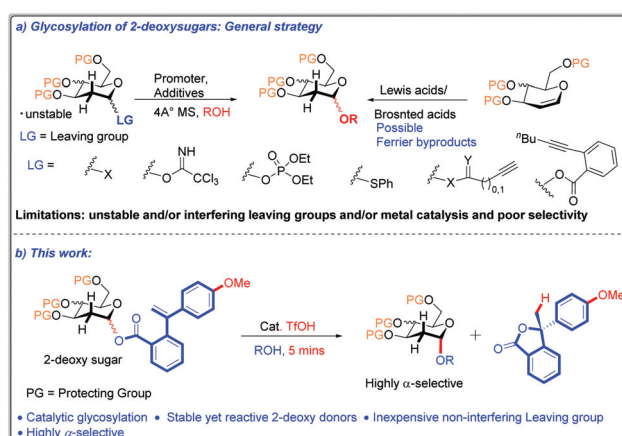 a) Glycosylation of 2-deoxysugars: General strategy
PGO
PGO
PGO
H
H
O
LG
• unstable
LG = Leaving group
Promoter,
Additives
4A° MS, ROH
PGO
PGO
PGO
H
H
O
OR
Lewis acids/
Brosnted acids
Possible
Ferrier byproducts
OPG
PGO
PGO
O
LG =
X
O
NH
CCl3
O
P
O
OEt
OEt
SPh
X
Y
( )0,1
nBu
O
O
Limitations: unstable and/or interfering leaving groups and/or metal catalysis and poor selectivity
b) This work:
PGO
PGO
PGO
H
H
O
O
O
OMe
2-deoxy sugar
PG = Protecting Group
Cat. TfOH
ROH, 5 mins
PGO
PGO
PGO
H
H
O
OR
Highly α-selective
+
H
OMe
O
O
• Catalytic glycosylation • Stable yet reactive 2-deoxy donors • Inexpensive non-interfering Leaving group
• Highly α-selective